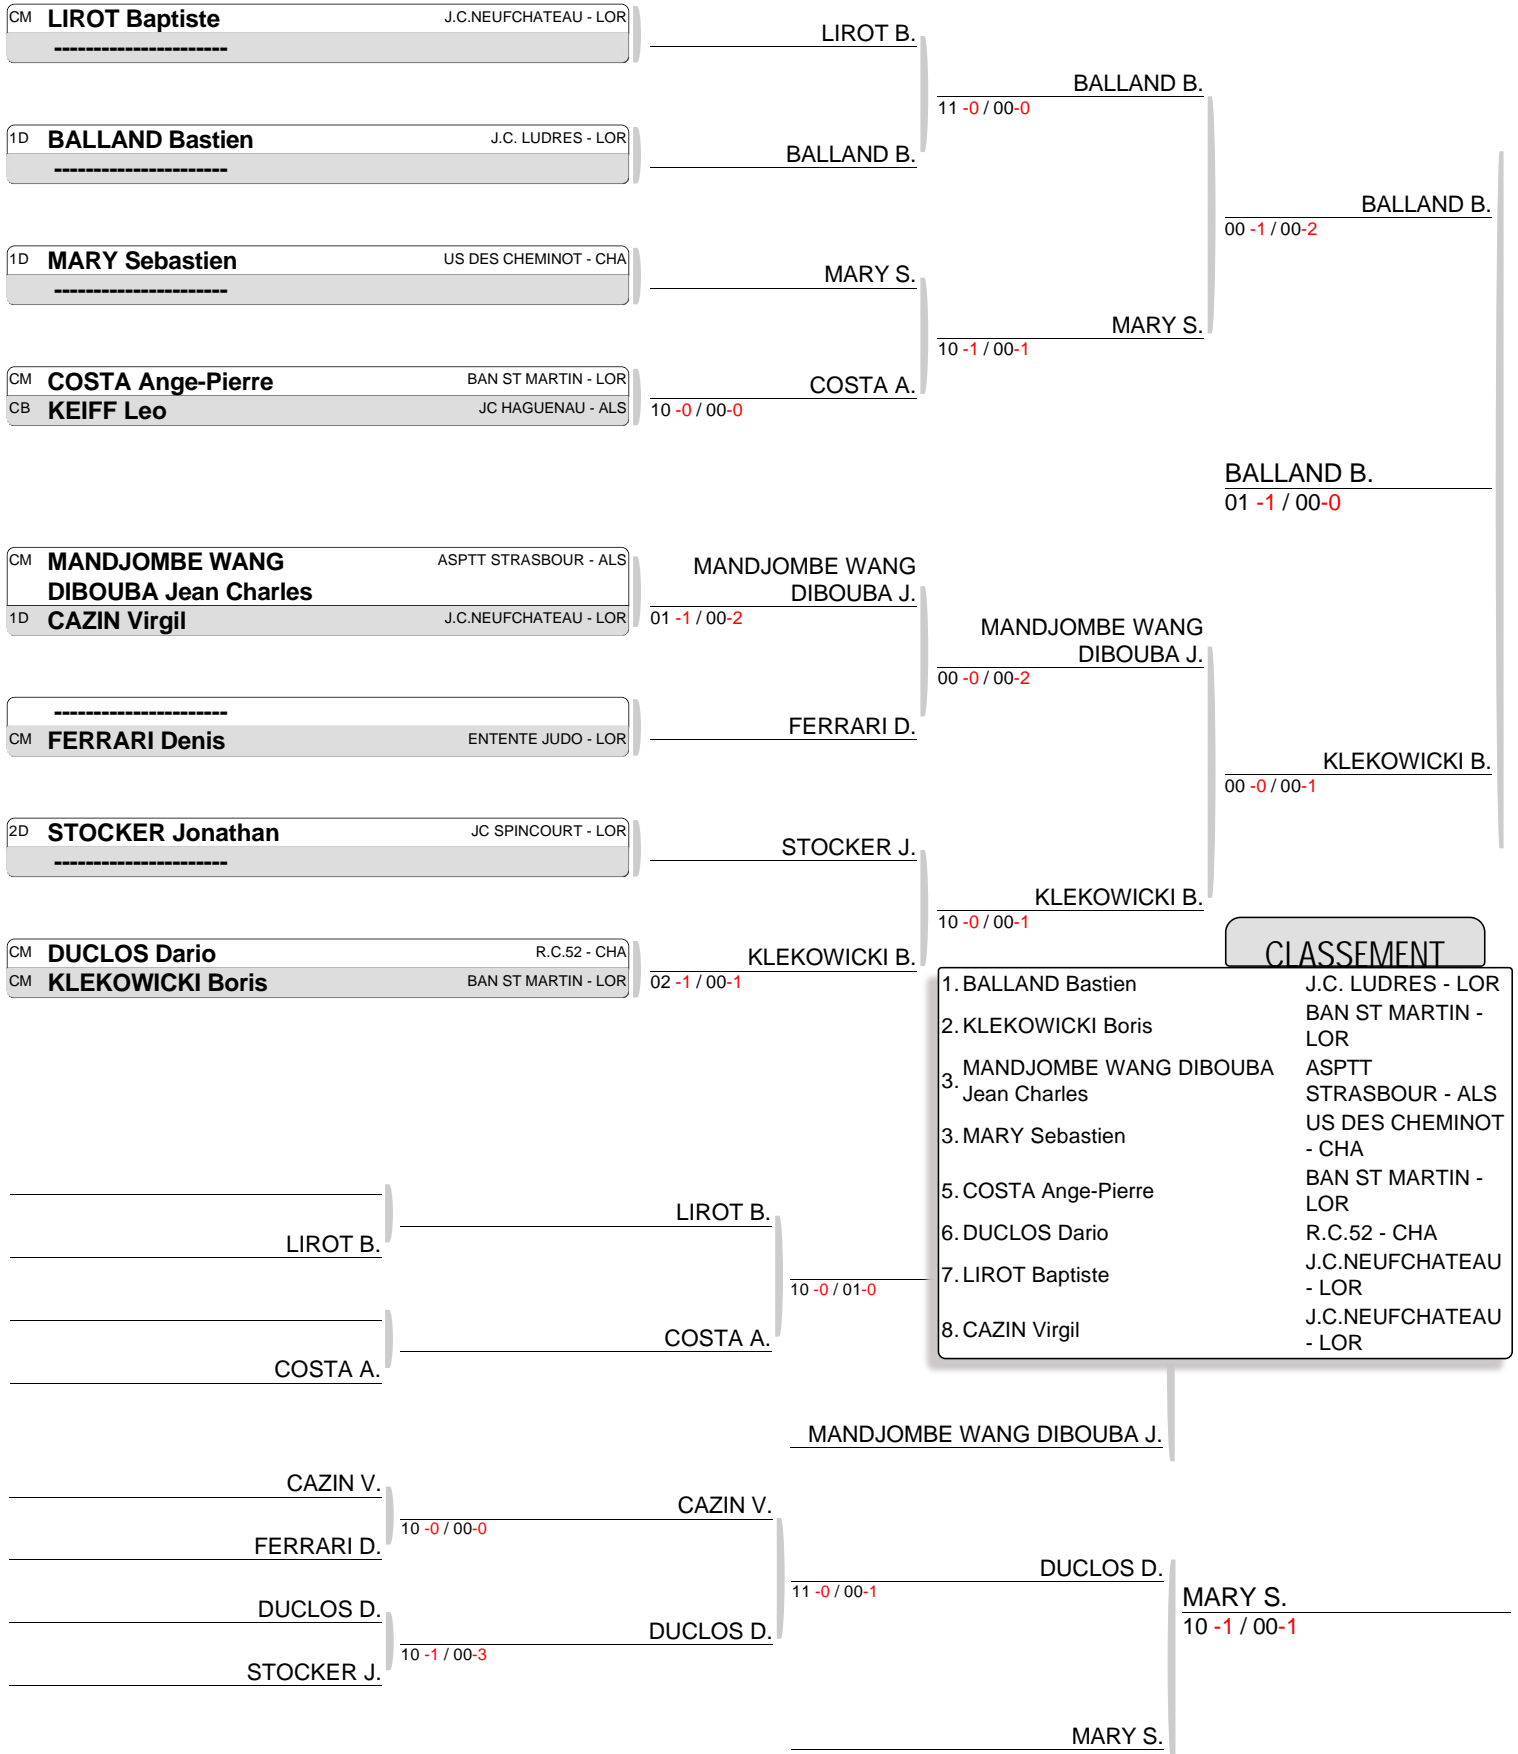 CM LIROT Baptiste J.C.NEUFCHATEAU - LOR
----------------------
LIROT B.
BALLAND B.
11 -0 / 00-0
1D BALLAND Bastien J.C. LUDRES - LOR
----------------------
BALLAND B.
BALLAND B.
00 -1 / 00-2
1D MARY Sebastien US DES CHEMINOT - CHA
----------------------
MARY S.
MARY S.
10 -1 / 00-1
CM COSTA Ange-Pierre BAN ST MARTIN - LOR
CB KEIFF Leo JC HAGUENAU - ALS
COSTA A.
10 -0 / 00-0
BALLAND B.
01 -1 / 00-0
CM MANDJOMBE WANG DIBOUBA Jean Charles ASPTT STRASBOUR - ALS
1D CAZIN Virgil J.C.NEUFCHATEAU - LOR
MANDJOMBE WANG
DIBOUBA J.
01 -1 / 00-2
MANDJOMBE WANG
DIBOUBA J.
00 -0 / 00-2
----------------------
CM FERRARI Denis ENTENTE JUDO - LOR
FERRARI D.
KLEKOWICKI B.
00 -0 / 00-1
2D STOCKER Jonathan JC SPINCOURT - LOR
----------------------
STOCKER J.
KLEKOWICKI B.
10 -0 / 00-1
CM DUCLOS Dario R.C.52 - CHA
CM KLEKOWICKI Boris BAN ST MARTIN - LOR
KLEKOWICKI B.
02 -1 / 00-1
CLASSEMENT
1. BALLAND Bastien J.C. LUDRES - LOR
2. KLEKOWICKI Boris BAN ST MARTIN - LOR
3. MANDJOMBE WANG DIBOUBA Jean Charles ASPTT STRASBOUR - ALS
3. MARY Sebastien US DES CHEMINOT - CHA
5. COSTA Ange-Pierre BAN ST MARTIN - LOR
6. DUCLOS Dario R.C.52 - CHA
7. LIROT Baptiste J.C.NEUFCHATEAU - LOR
8. CAZIN Virgil J.C.NEUFCHATEAU - LOR
LIROT B.
LIROT B.
10 -0 / 01-0
COSTA A.
COSTA A.
MANDJOMBE WANG DIBOUBA J.
CAZIN V.
CAZIN V.
10 -0 / 00-0
FERRARI D.
DUCLOS D.
11 -0 / 00-1
MARY S.
10 -1 / 00-1
DUCLOS D.
DUCLOS D.
10 -1 / 00-3
STOCKER J.
MARY S.